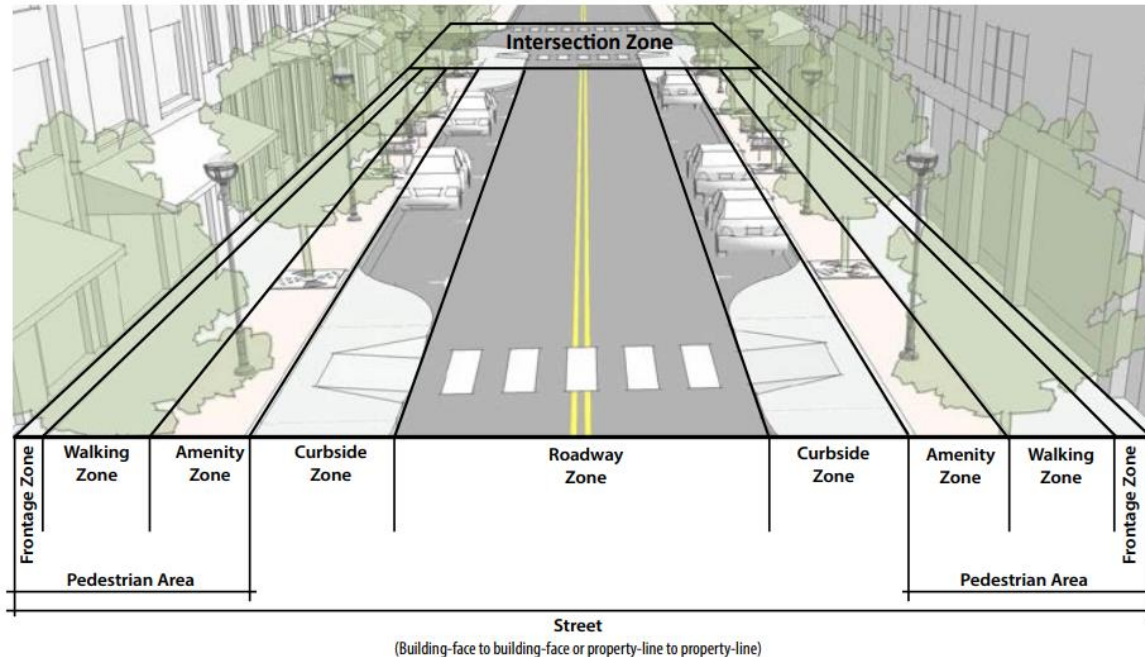 Intersection Zone
Frontage Zone
Walking
Zone
Amenity
Zone
Curbside
Zone
Roadway
Zone
Curbside
Zone
Amenity
Zone
Walking
Zone
Frontage Zone
Pedestrian Area
Pedestrian Area
Street
(Building-face to building-face or property-line to property-line)